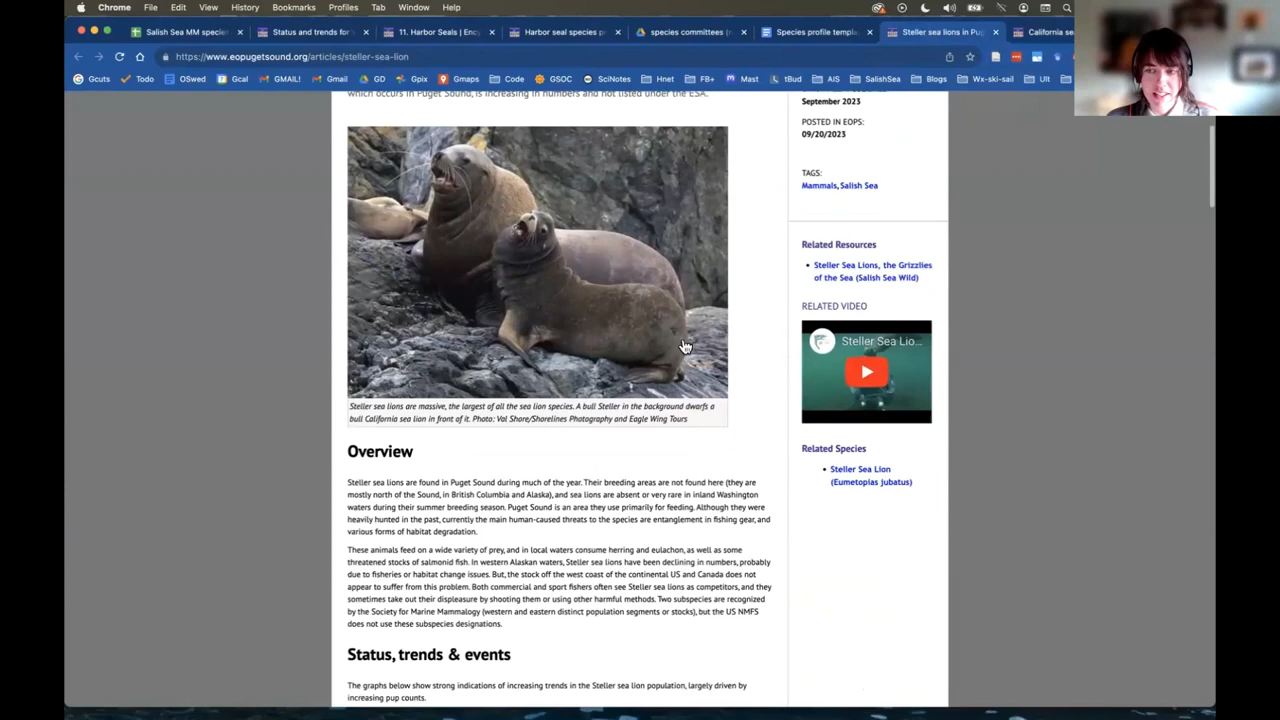 Chrome File Edit View History Bookmarks Profiles Tab Window Help
Salish Sea MM specie
Status and trends for
11. Harbor Seals | Enc
Harbor seal species p
species committees (
Species profile templ
Steller sea lions in Pug
California sea
https://www.eopugetsound.org/articles/steller-sea-lion
Gcuts Todo OSwed Gcal GMAIL! Gmail GD Gpix Gmaps Code GSOC SciNotes Hnet FB+ Mast tBud AIS SalishSea Blogs Wx-ski-sail Ult
which occurs in Puget Sound, is increasing in numbers and not listed under the ESA.
Steller sea lions are massive, the largest of all the sea lion species. A bull Steller in the background dwarfs a
bull California sea lion in front of it. Photo: Val Shore/Shorelines Photography and Eagle Wing Tours
Overview
Steller sea lions are found in Puget Sound during much of the year. Their breeding areas are not found here (they are
mostly north of the Sound, in British Columbia and Alaska), and sea lions are absent or very rare in inland Washington
waters during their summer breeding season. Puget Sound is an area they use primarily for feeding. Although they were
heavily hunted in the past, currently the main human-caused threats to the species are entanglement in fishing gear, and
various forms of habitat degradation.
These animals feed on a wide variety of prey, and in local waters consume herring and eulachon, as well as some
threatened stocks of salmonid fish. In western Alaskan waters, Steller sea lions have been declining in numbers, probably
due to fisheries or habitat change issues. But, the stock off the west coast of the continental US and Canada does not
appear to suffer from this problem. Both commercial and sport fishers often see Steller sea lions as competitors, and they
sometimes take out their displeasure by shooting them or using other harmful methods. Two subspecies are recognized
by the Society for Marine Mammalogy (western and eastern distinct population segments or stocks), but the US NMFS
does not use these subspecies designations.
Status, trends & events
The graphs below show strong indications of increasing trends in the Steller sea lion population, largely driven by
increasing pup counts.
September 2023
POSTED IN EOPS:
09/20/2023
TAGS:
Mammals, Salish Sea
Related Resources
• Steller Sea Lions, the Grizzlies
of the Sea (Salish Sea Wild)
RELATED VIDEO
Steller Sea Lio...
Related Species
• Steller Sea Lion
(Eumetopias jubatus)